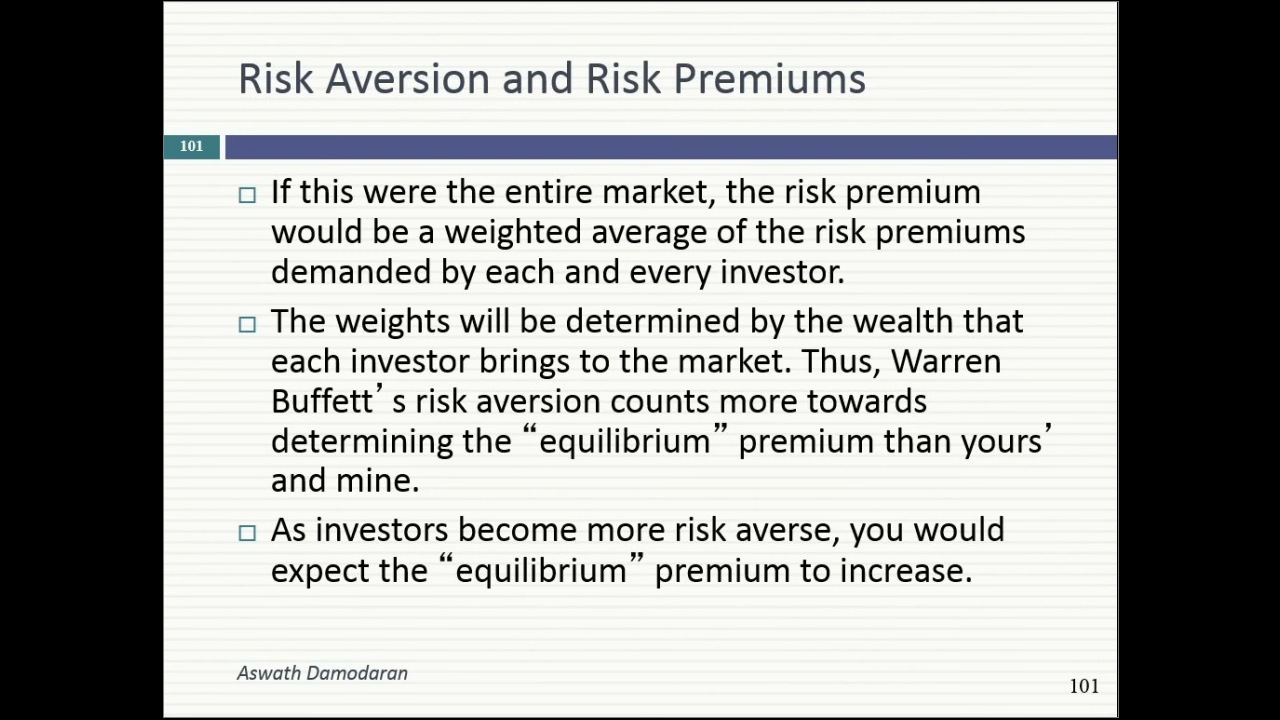 Risk Aversion and Risk Premiums
101
If this were the entire market, the risk premium
would be a weighted average of the risk premiums
demanded by each and every investor.
The weights will be determined by the wealth that
each investor brings to the market. Thus, Warren
Buffett’ s risk aversion counts more towards
determining the “equilibrium” premium than yours’
and mine.
As investors become more risk averse, you would
expect the “equilibrium” premium to increase.
Aswath Damodaran
101